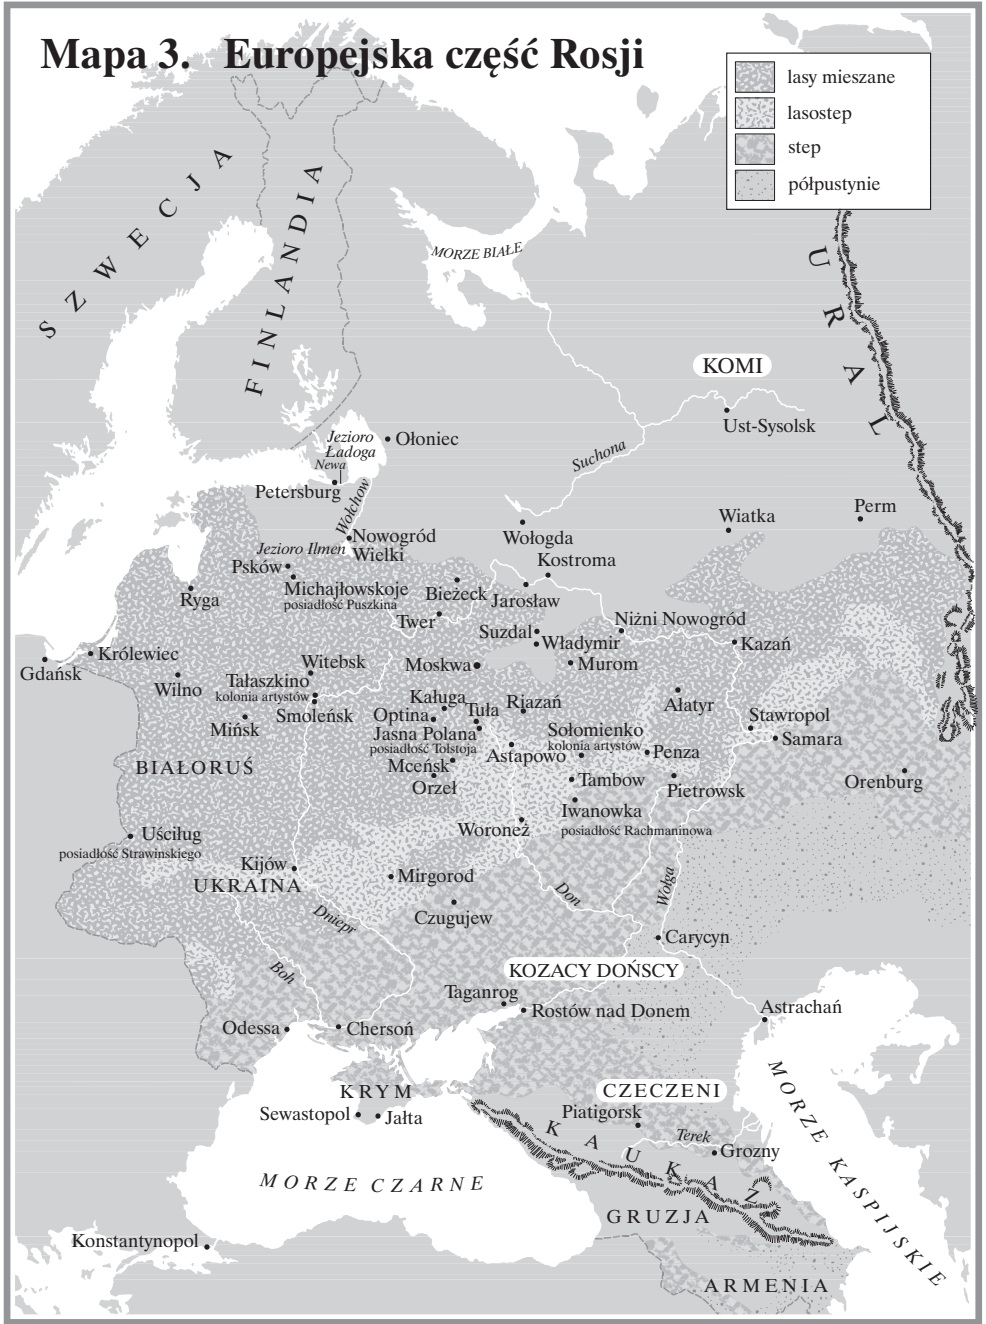 Mapa 3. Europejska część Rosji
lasy mieszane
lasostep
step
półpustynie
SZWECJA
FINLANDIA
MORZE BIAŁE
URAL
KOMI
Ust-Sysolsk
Suchona
Jezioro
Ładoga
Ołoniec
Newa
Petersburg
Wołchow
Wołogda
Wiatka
Perm
Nowogród
Wielki
Jezioro Ilmen
Psków
Kostroma
Michajłowskoje
posiadłość Puszkina
Bieżeck
Jarosław
Ryga
Twer
Suzdal
Niżni Nowogród
Władymir
Kazań
Gdańsk
Królewiec
Witebsk
Moskwa
Murom
Wilno
Tałaszkino
kolonia artystów
Smoleńsk
Kaługa
Tuła
Rjazań
Ałatyr
Mińsk
Optina
Jasna Polana
posiadłość Tołstoja
Sołomienko
kolonia artystów
Stawropol
Samara
Astapowo
Penza
Mceńsk
Orzeł
BIAŁORUŚ
Tambow
Pietrowsk
Orenburg
Iwanowka
posiadłość Rachmaninowa
Woroneż
Uściług
posiadłość Strawinskiego
Kijów
UKRAINA
Mirgorod
Don
Wołga
Dniepr
Czugujew
Carycyn
Boh
KOZACY DOŃSCY
Taganrog
Rostów nad Donem
Astrachań
Odessa
Chersoń
CZECZENI
KRYM
Piatigorsk
Sewastopol
Jałta
Terek
Grozny
KAUKAZ
MORZE KASPIJSKIE
MORZE CZARNE
GRUZJA
Konstantynopol
ARMENIA